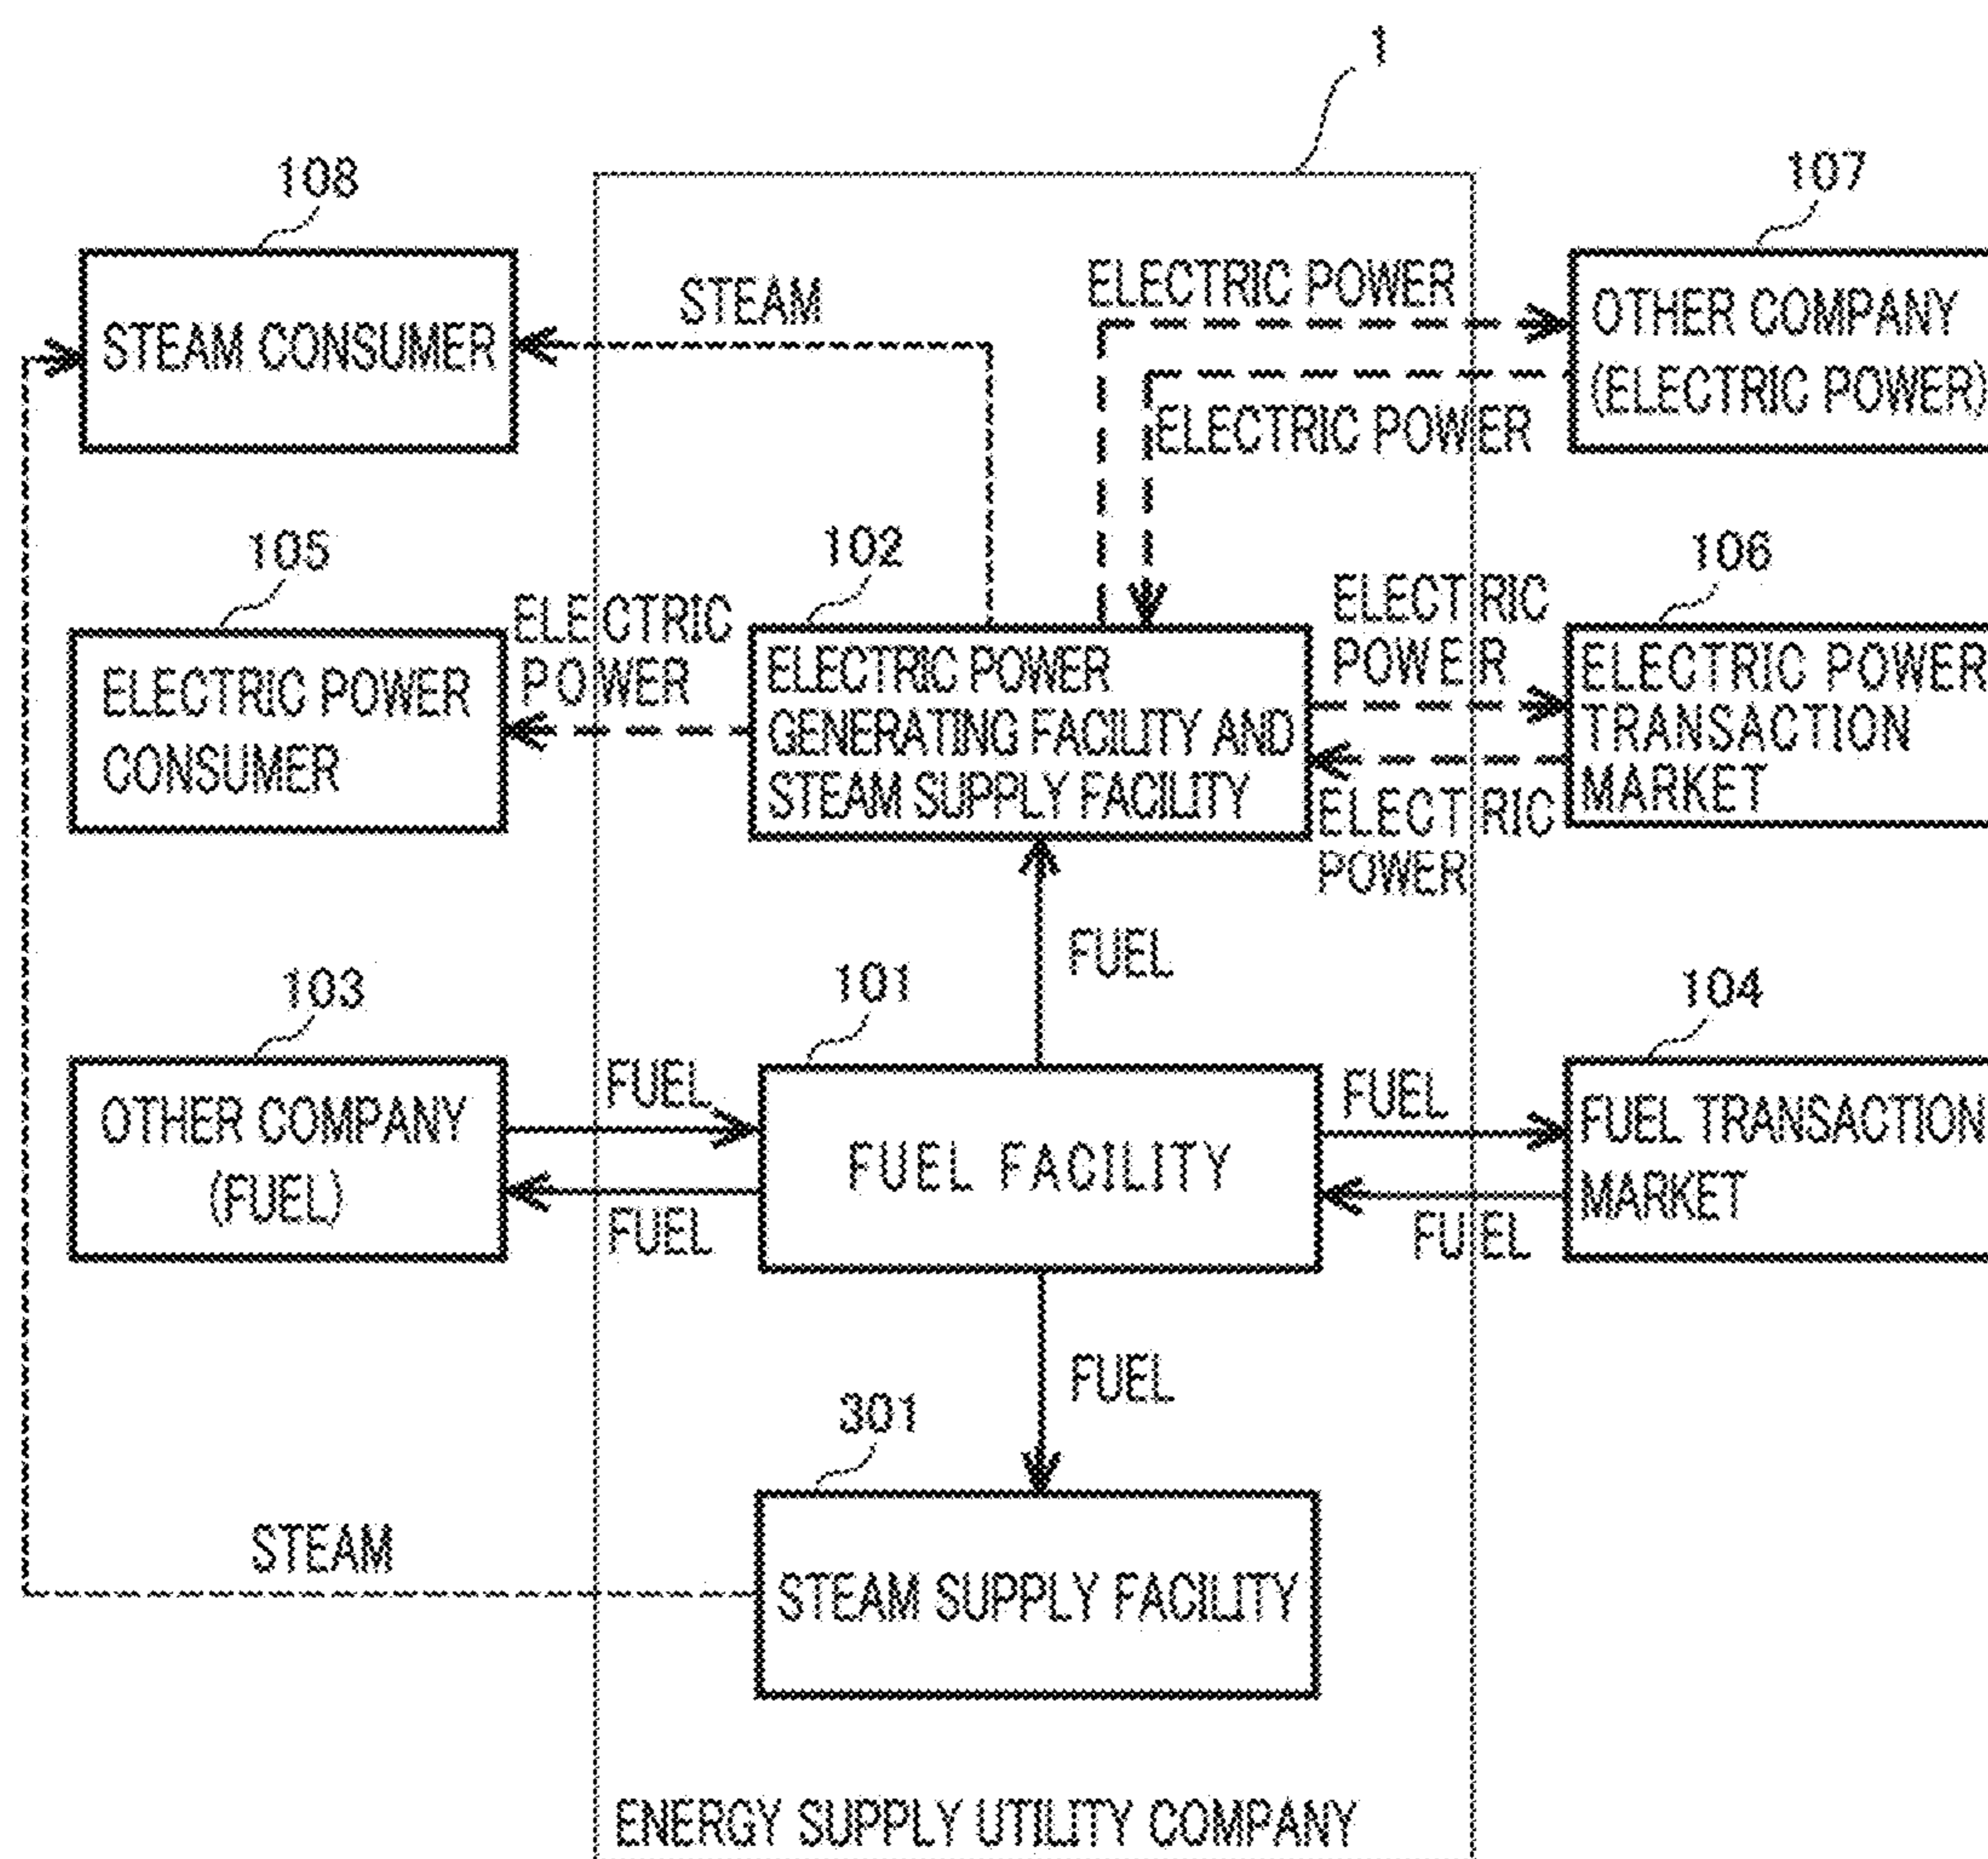 1
108
107
STEAM
ELECTRIC POWER
STEAM CONSUMER
OTHER COMPANY
(ELECTRIC POWER)
ELECTRIC POWER
105
102
106
ELECTRIC
POWER
ELECTRIC
POWER
ELECTRIC POWER
CONSUMER
ELECTRIC POWER
GENERATING FACILITY AND
STEAM SUPPLY FACILITY
ELECTRIC POWER
TRANSACTION
MARKET
ELECTRIC
POWER
FUEL
103
101
104
FUEL
FUEL
OTHER COMPANY
(FUEL)
FUEL FACILITY
FUEL TRANSACTION
MARKET
FUEL
FUEL
FUEL
301
STEAM
STEAM SUPPLY FACILITY
ENERGY SUPPLY UTILITY COMPANY